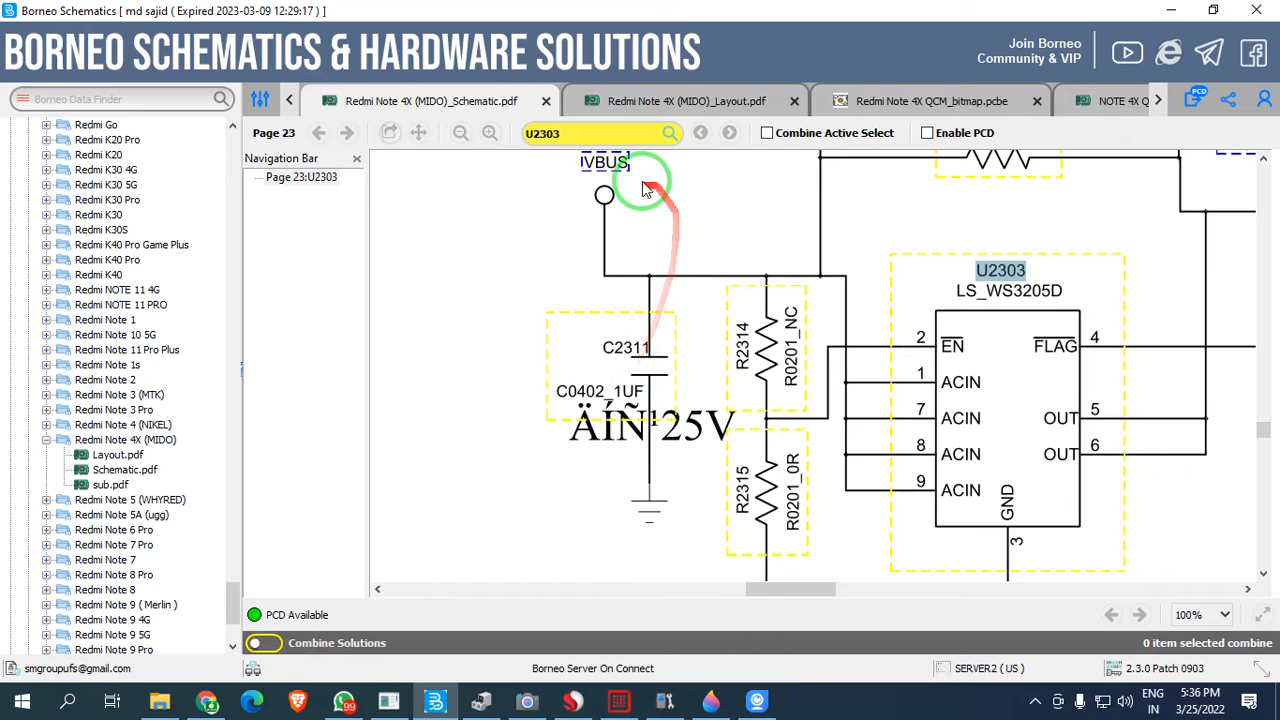 Borneo Schematics [ md sajid ( Expired 2023-03-09 12:29:17 ) ]
BORNEO SCHEMATICS & HARDWARE SOLUTIONS
Join Borneo
Community & VIP
Borneo Data Finder
Redmi Note 4X (MIDO)_Schematic.pdf
Redmi Note 4X (MIDO)_Layout.pdf
Redmi Note 4X QCM_bitmap.pcbe
NOTE 4X Q
PCD
Page 23
U2303
Combine Active Select
Enable PCD
Navigation Bar
Page 23:U2303
Redmi Go
Redmi K20 Pro
Redmi K20
Redmi K30 4G
Redmi K30 5G
Redmi K30 Pro
Redmi K30
Redmi K30S
Redmi K40 Pro Game Plus
Redmi K40 Pro
Redmi K40
Redmi NOTE 11 4G
Redmi NOTE 11 PRO
Redmi Note 1
Redmi Note 10 5G
Redmi Note 11 Pro Plus
Redmi Note 1s
Redmi Note 2
Redmi Note 3 (MTK)
Redmi Note 3 Pro
Redmi Note 4 (NIKEL)
Redmi Note 4X (MIDO)
Layout.pdf
Schematic.pdf
sub.pdf
Redmi Note 5 (WHYRED)
Redmi Note 5A (ugg)
Redmi Note 6 Pro
Redmi Note 7 Pro
Redmi Note 7
Redmi Note 8 Pro
Redmi Note 8
Redmi Note 9 ( Merlin )
Redmi Note 9 4G
Redmi Note 9 5G
Redmi Note 9 Pro
VBUS
C2311
C0402_1UF
ÄÍÑ¹25V
R2314
R0201_NC
R2315
R0201_0R
U2303
LS_WS3205D
2 EN FLAG 4
1 ACIN
7 ACIN OUT 5
8 ACIN OUT 6
9 ACIN
GND
3
PCD Available
100%
Combine Solutions
0 item selected combine
smgroupufs@gmail.com
Borneo Server On Connect
SERVER2 ( US )
2.3.0 Patch 0903
99
ENG
IN
5:36 PM
3/25/2022